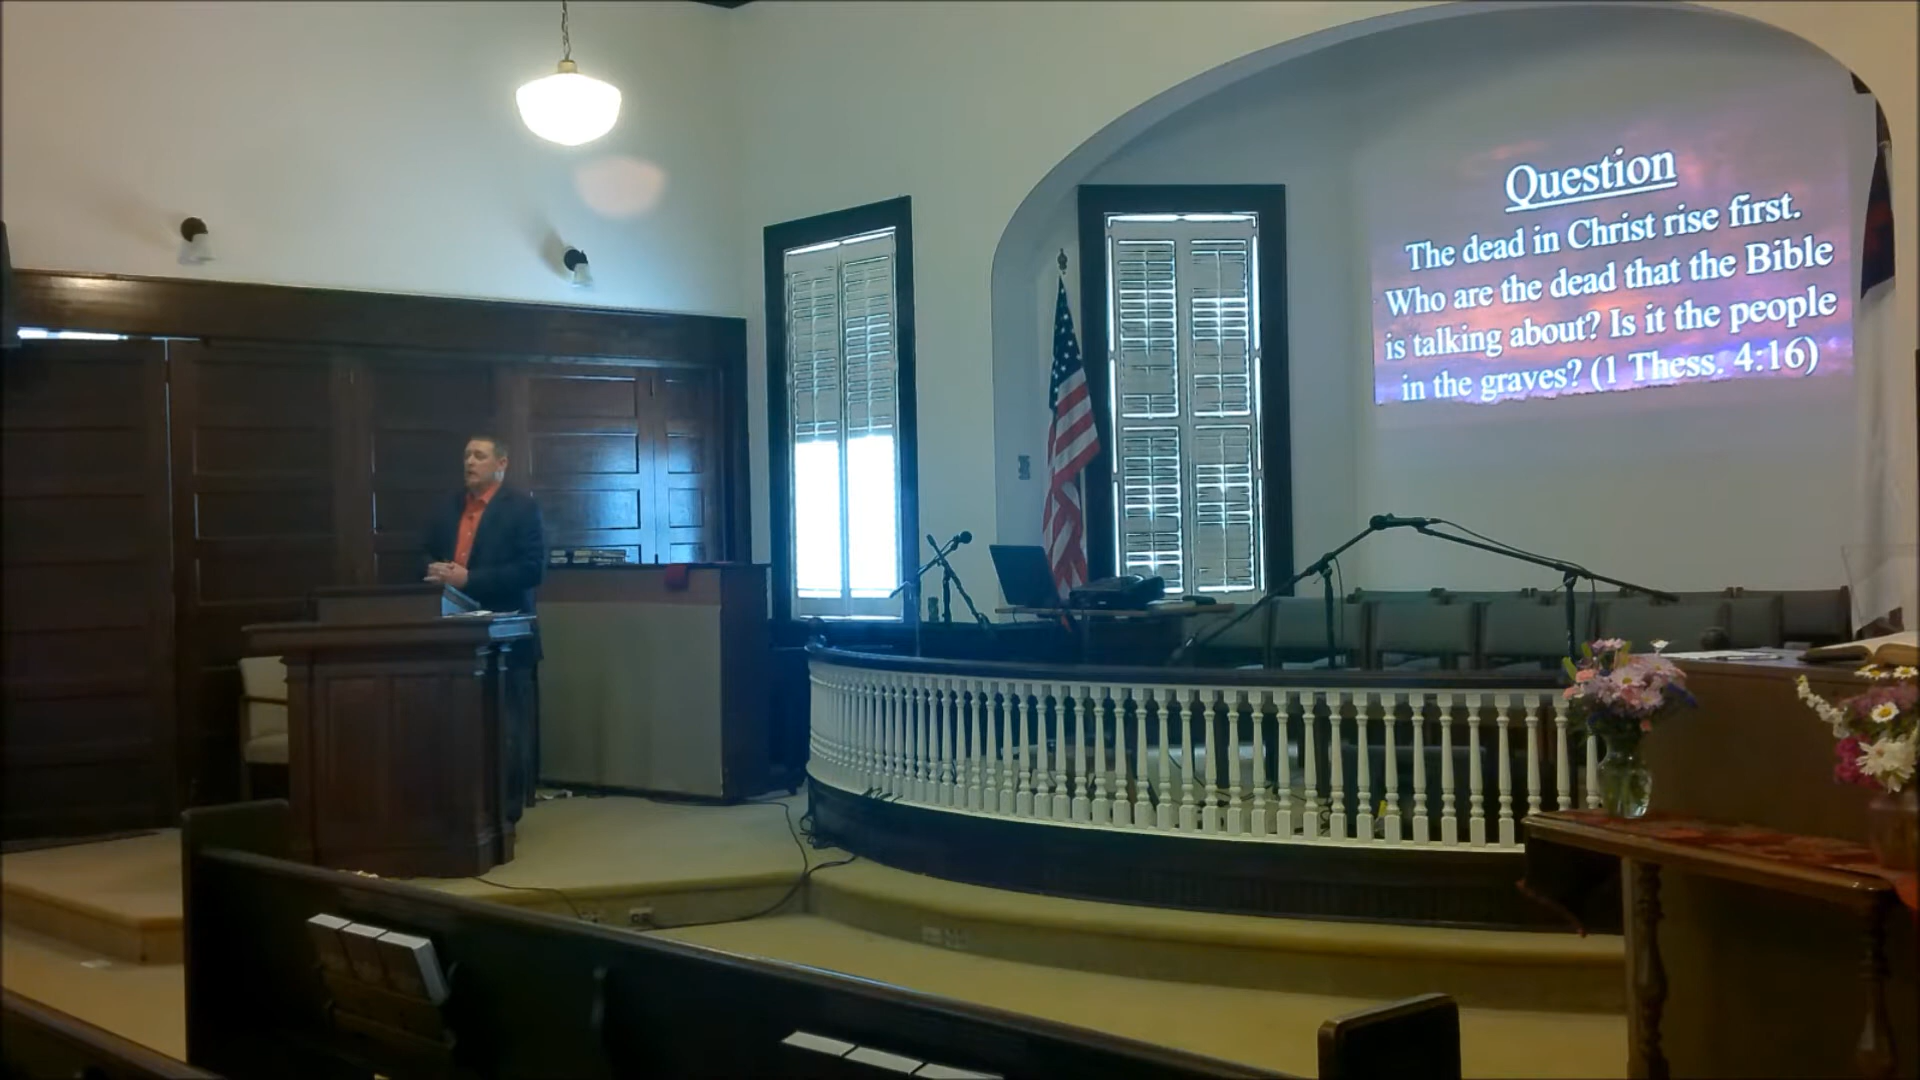 Question
The dead in Christ rise first.
Who are the dead that the Bible
is talking about? Is it the people
in the graves? (1 Thess. 4:16)